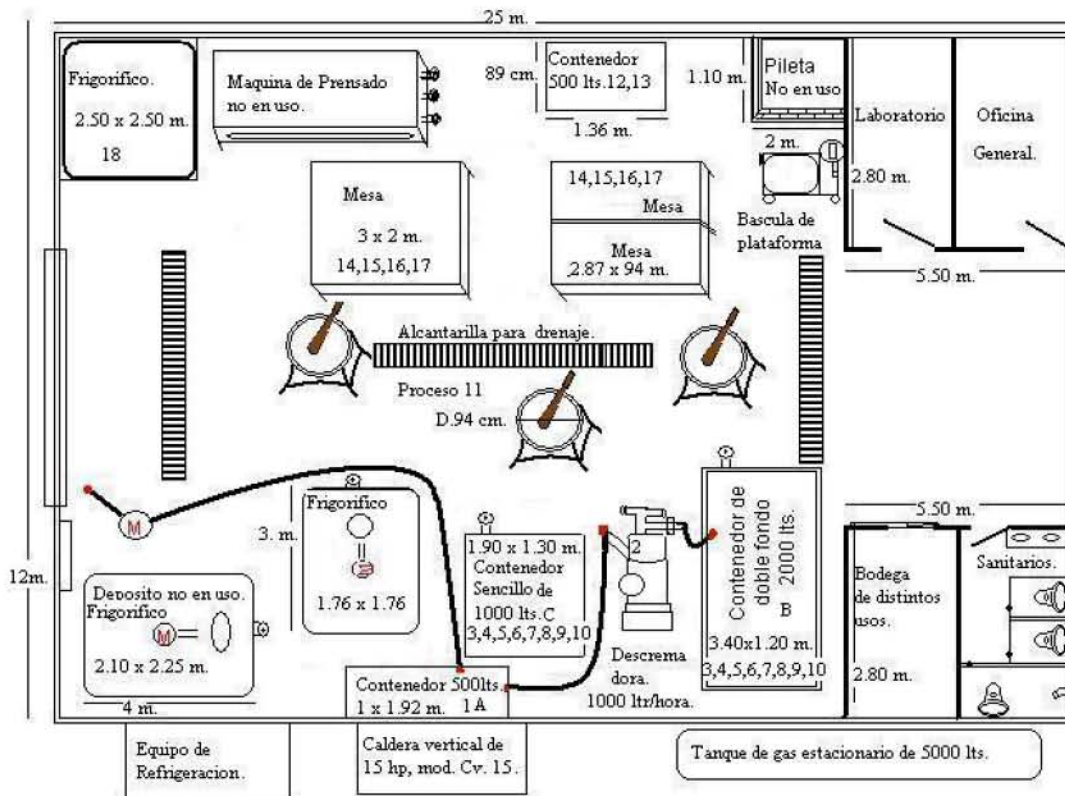 25 m.
Frigorifico.
2.50 x 2.50 m.
18
Maquina de Prensado
no en uso.
89 cm.
Contenedor
500 lts.12,13
1.36 m.
1.10 m.
Pileta
No en uso
2 m.
Laboratorio
2.80 m.
Oficina
General.
Mesa
3 x 2 m.
14,15,16,17
14,15,16,17
Mesa
Mesa
2.87 x 94 m.
Bascula de
plataforma
5.50 m.
Alcantarilla para drenaje.
Proceso 11
D.94 cm.
12m.
M
3. m.
Frigorifico
1.76 x 1.76
Deposito no en uso.
Frigorifico
M
2.10 x 2.25 m.
4 m.
1.90 x 1.30 m.
Contenedor
Sencillo de
1000 lts.C
3,4,5,6,7,8,9,10
Contenedor 500lts.
1 x 1.92 m. 1A
2
Descrema
dora.
1000 ltr/hora.
Contenedor de
doble fondo
2000 lts.
B
3.40x1.20 m.
3,4,5,6,7,8,9,10
5.50 m.
Bodega
de distintos
usos.
2.80 m.
Sanitarios.
Equipo de
Refrigeracion.
Caldera vertical de
15 hp, mod. Cv. 15.
Tanque de gas estacionario de 5000 lts.